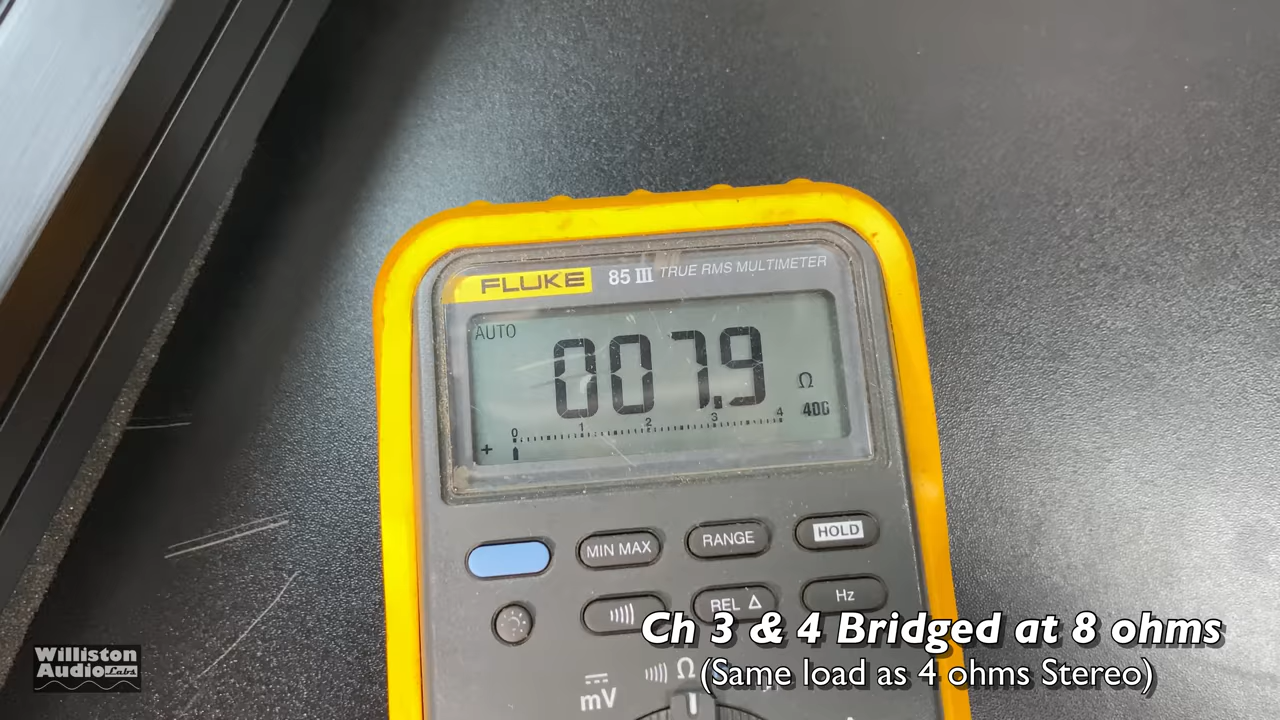 FLUKE 85 III TRUE RMS MULTIMETER
AUTO
007.9 Ω
400
0 1 2 3 4
+
MIN MAX RANGE HOLD
REL Δ Hz
Ch 3 & 4 Bridged at 8 ohms
(Same load as 4 ohms Stereo)
mV Ω
Williston
Audio Labs